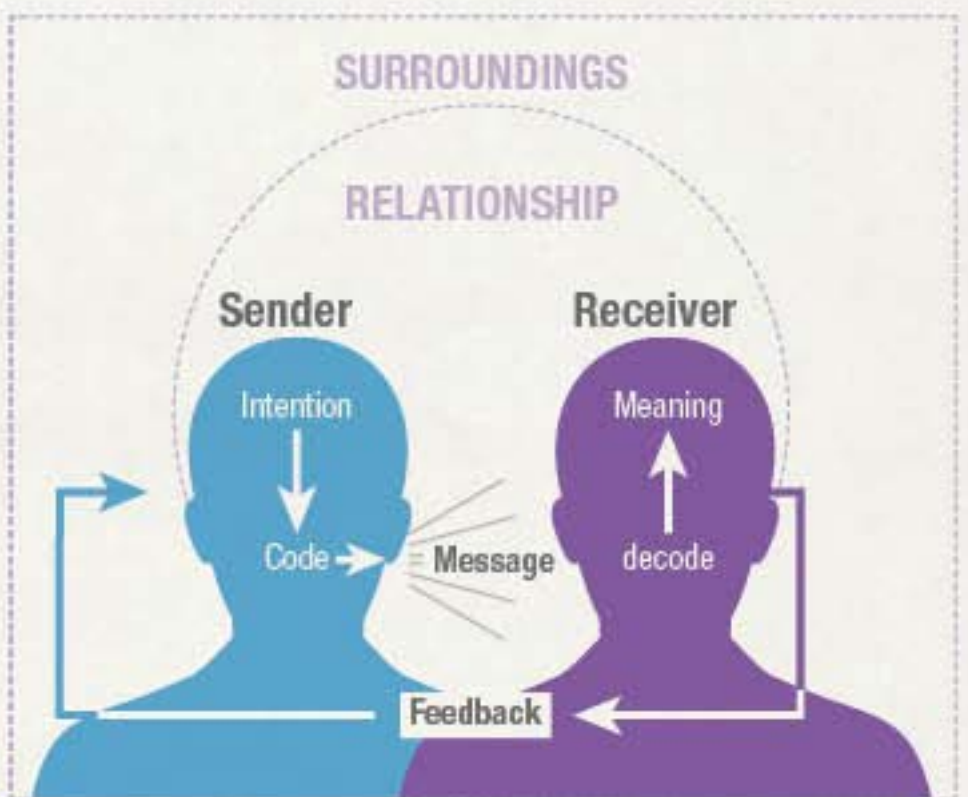 SURROUNDINGS
RELATIONSHIP
Sender
Receiver
Intention
Meaning
Code
Message
decode
Feedback